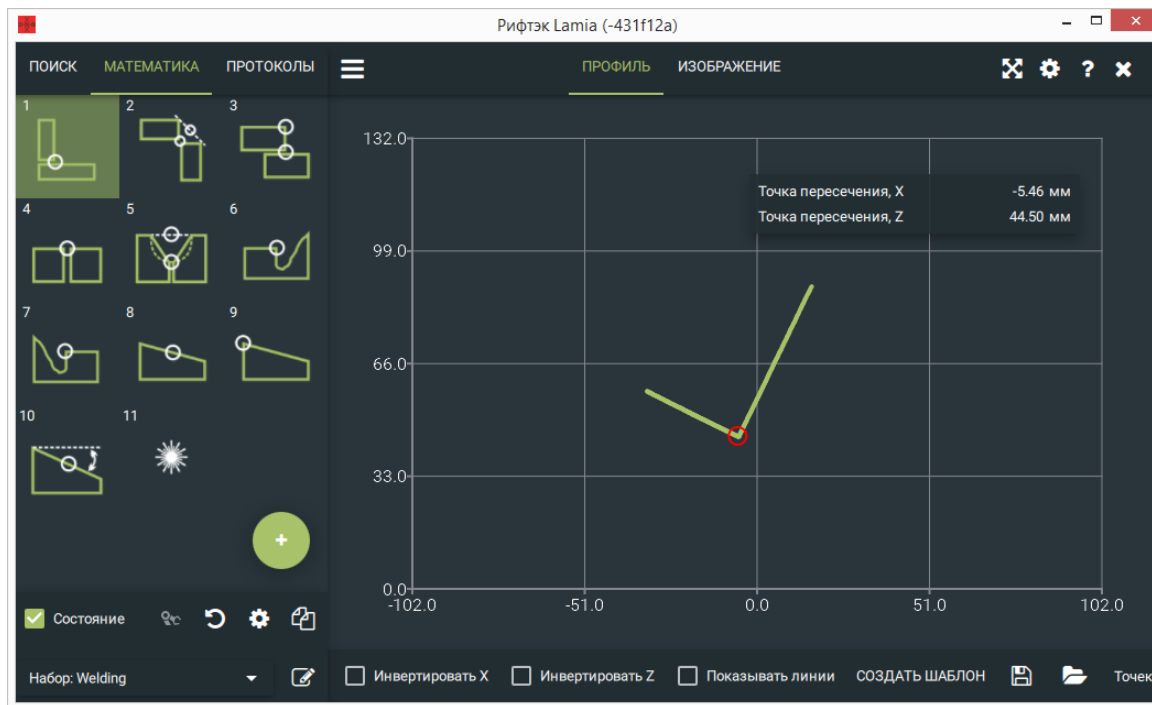 Рифтэк Lamia (-431f12a)
ПОИСК МАТЕМАТИКА ПРОТОКОЛЫ ПРОФИЛЬ ИЗОБРАЖЕНИЕ ?
1 2 3
4 5 6
7 8 9
10 11
132.0
Точка пересечения, X -5.46 мм
Точка пересечения, Z 44.50 мм
99.0
66.0
33.0
0.0
-102.0 -51.0 0.0 51.0 102.0
Состояние
Набор: Welding
Инвертировать X Инвертировать Z Показывать линии СОЗДАТЬ ШАБЛОН Точек